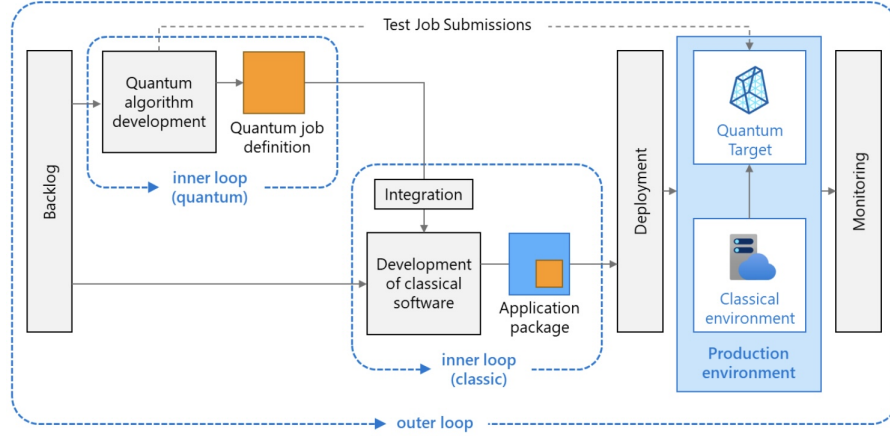 Test Job Submissions
Backlog
Quantum
algorithm
development
Quantum job
definition
inner loop
(quantum)
Integration
Development
of classical
software
Application
package
inner loop
(classic)
Deployment
Quantum
Target
Classical
environment
Production
environment
Monitoring
outer loop